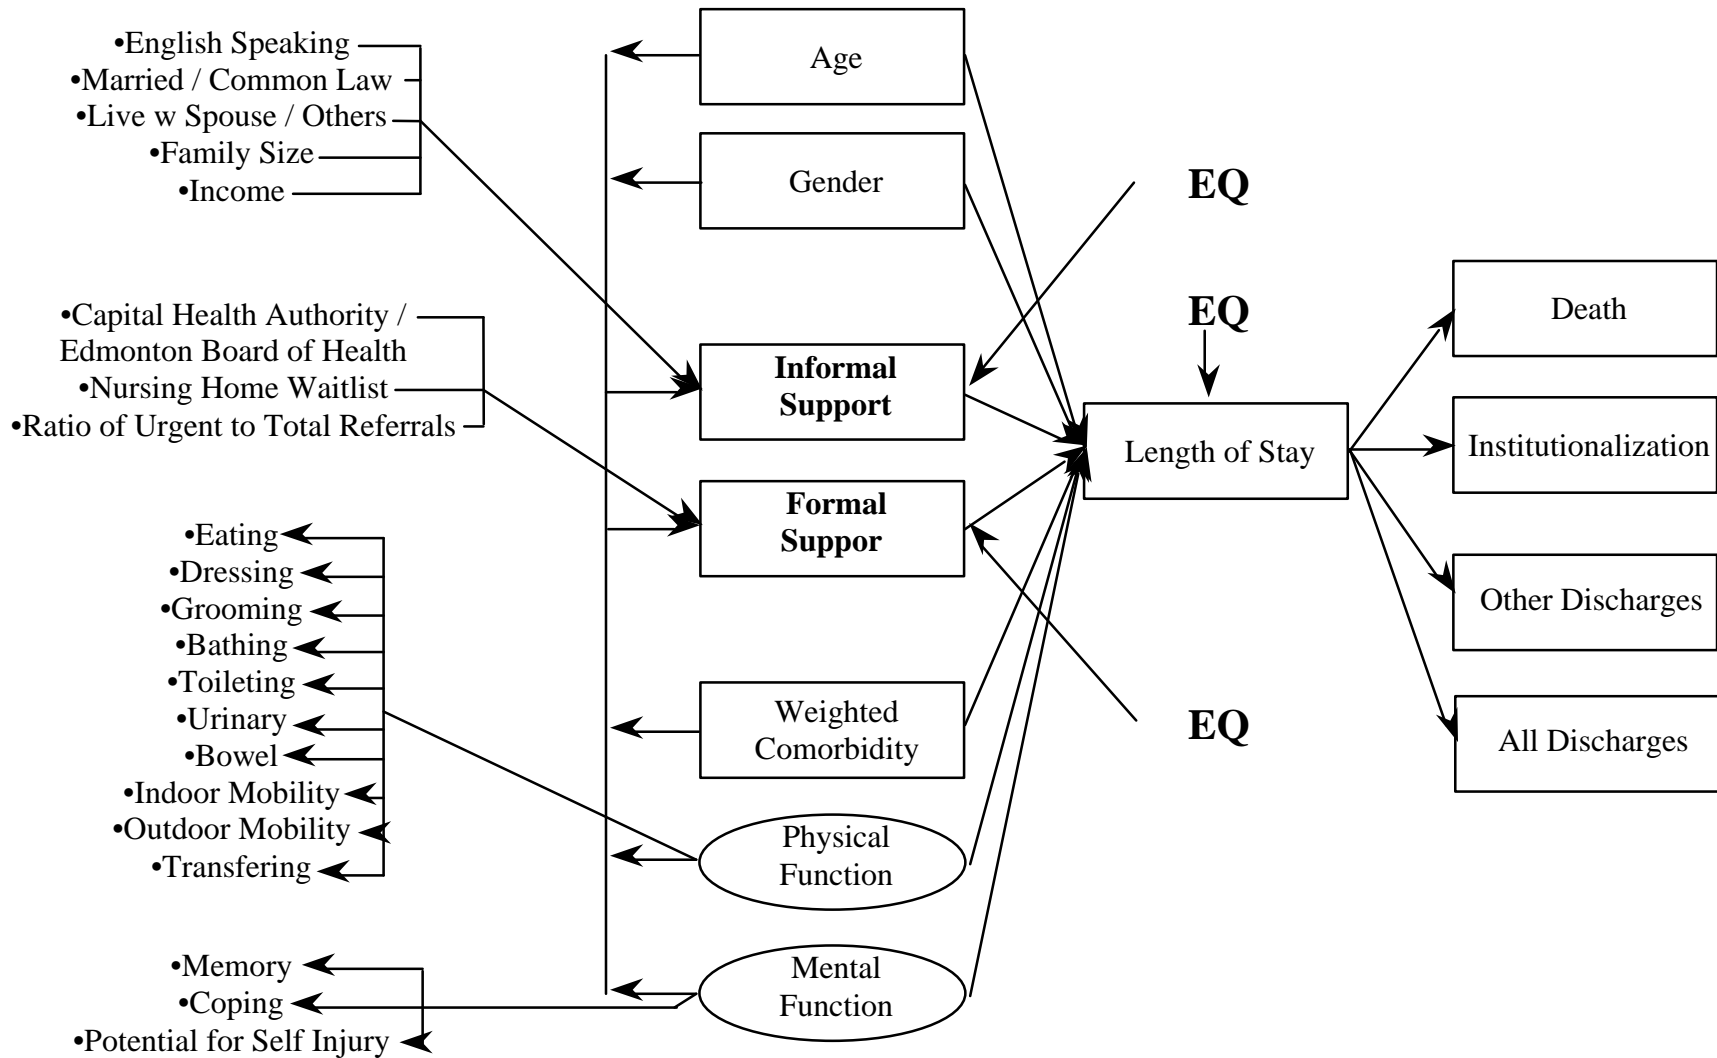 •English Speaking
•Married / Common Law
•Live w Spouse / Others
•Family Size
•Income
•Capital Health Authority /
Edmonton Board of Health
•Nursing Home Waitlist
•Ratio of Urgent to Total Referrals
•Eating
•Dressing
•Grooming
•Bathing
•Toileting
•Urinary
•Bowel
•Indoor Mobility
•Outdoor Mobility
•Transfering
•Memory
•Coping
•Potential for Self Injury
Age
Gender
Informal
Support
Formal
Suppor
Weighted
Comorbidity
Physical
Function
Mental
Function
EQ
EQ
EQ
Length of Stay
Death
Institutionalization
Other Discharges
All Discharges